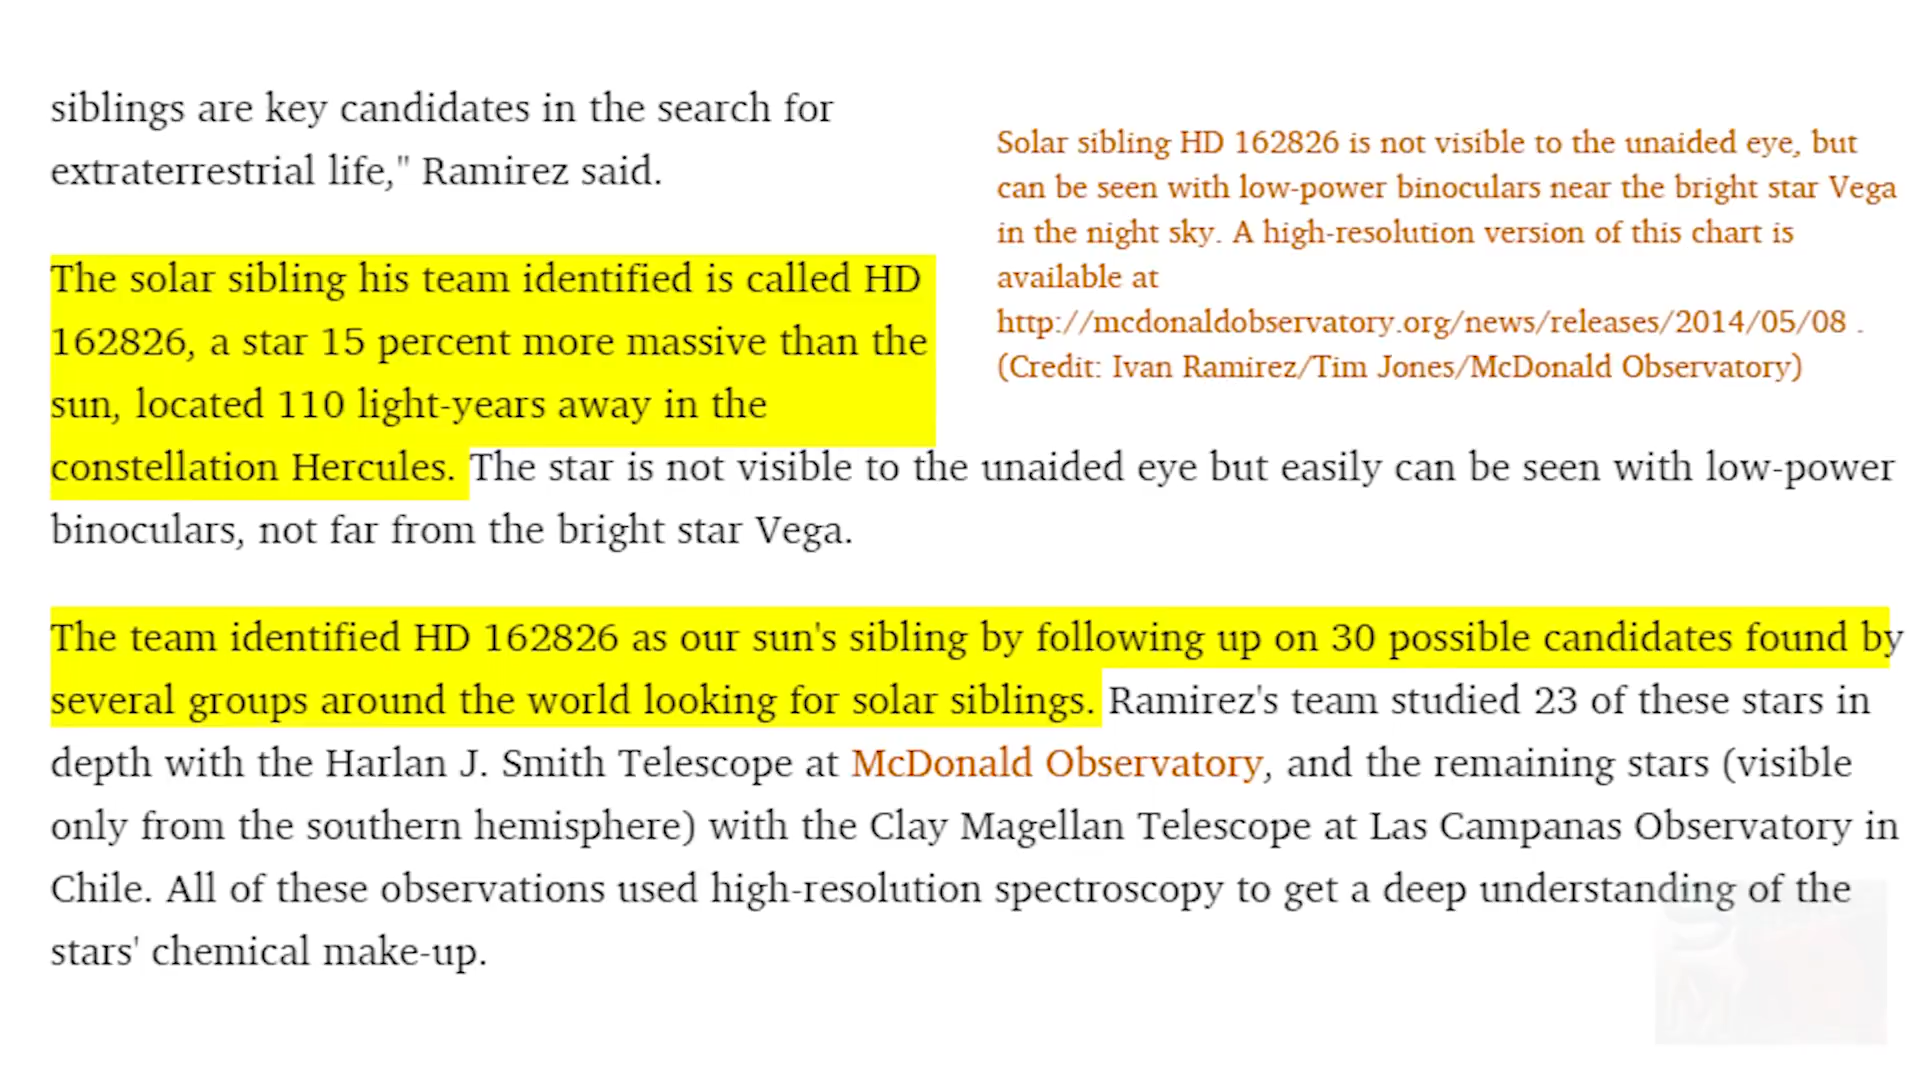 siblings are key candidates in the search for
extraterrestrial life," Ramirez said.
Solar sibling HD 162826 is not visible to the unaided eye, but
can be seen with low-power binoculars near the bright star Vega
in the night sky. A high-resolution version of this chart is
available at
http://mcdonaldobservatory.org/news/releases/2014/05/08 .
(Credit: Ivan Ramirez/Tim Jones/McDonald Observatory)
The solar sibling his team identified is called HD
162826, a star 15 percent more massive than the
sun, located 110 light-years away in the
constellation Hercules. The star is not visible to the unaided eye but easily can be seen with low-power
binoculars, not far from the bright star Vega.
The team identified HD 162826 as our sun's sibling by following up on 30 possible candidates found by
several groups around the world looking for solar siblings. Ramirez's team studied 23 of these stars in
depth with the Harlan J. Smith Telescope at McDonald Observatory, and the remaining stars (visible
only from the southern hemisphere) with the Clay Magellan Telescope at Las Campanas Observatory in
Chile. All of these observations used high-resolution spectroscopy to get a deep understanding of the
stars' chemical make-up.